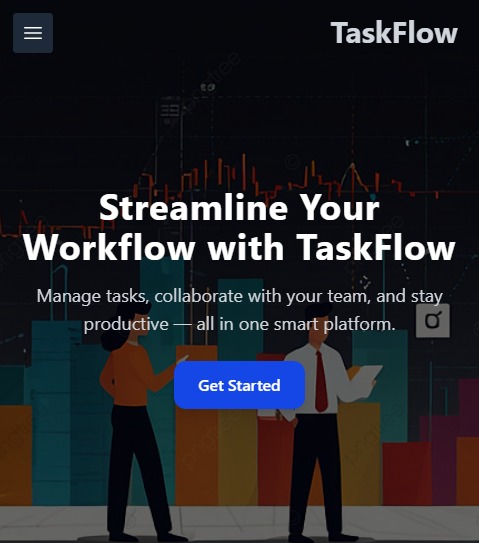 TaskFlow
Streamline Your
Workflow with TaskFlow
Manage tasks, collaborate with your team, and stay
productive — all in one smart platform.
Get Started